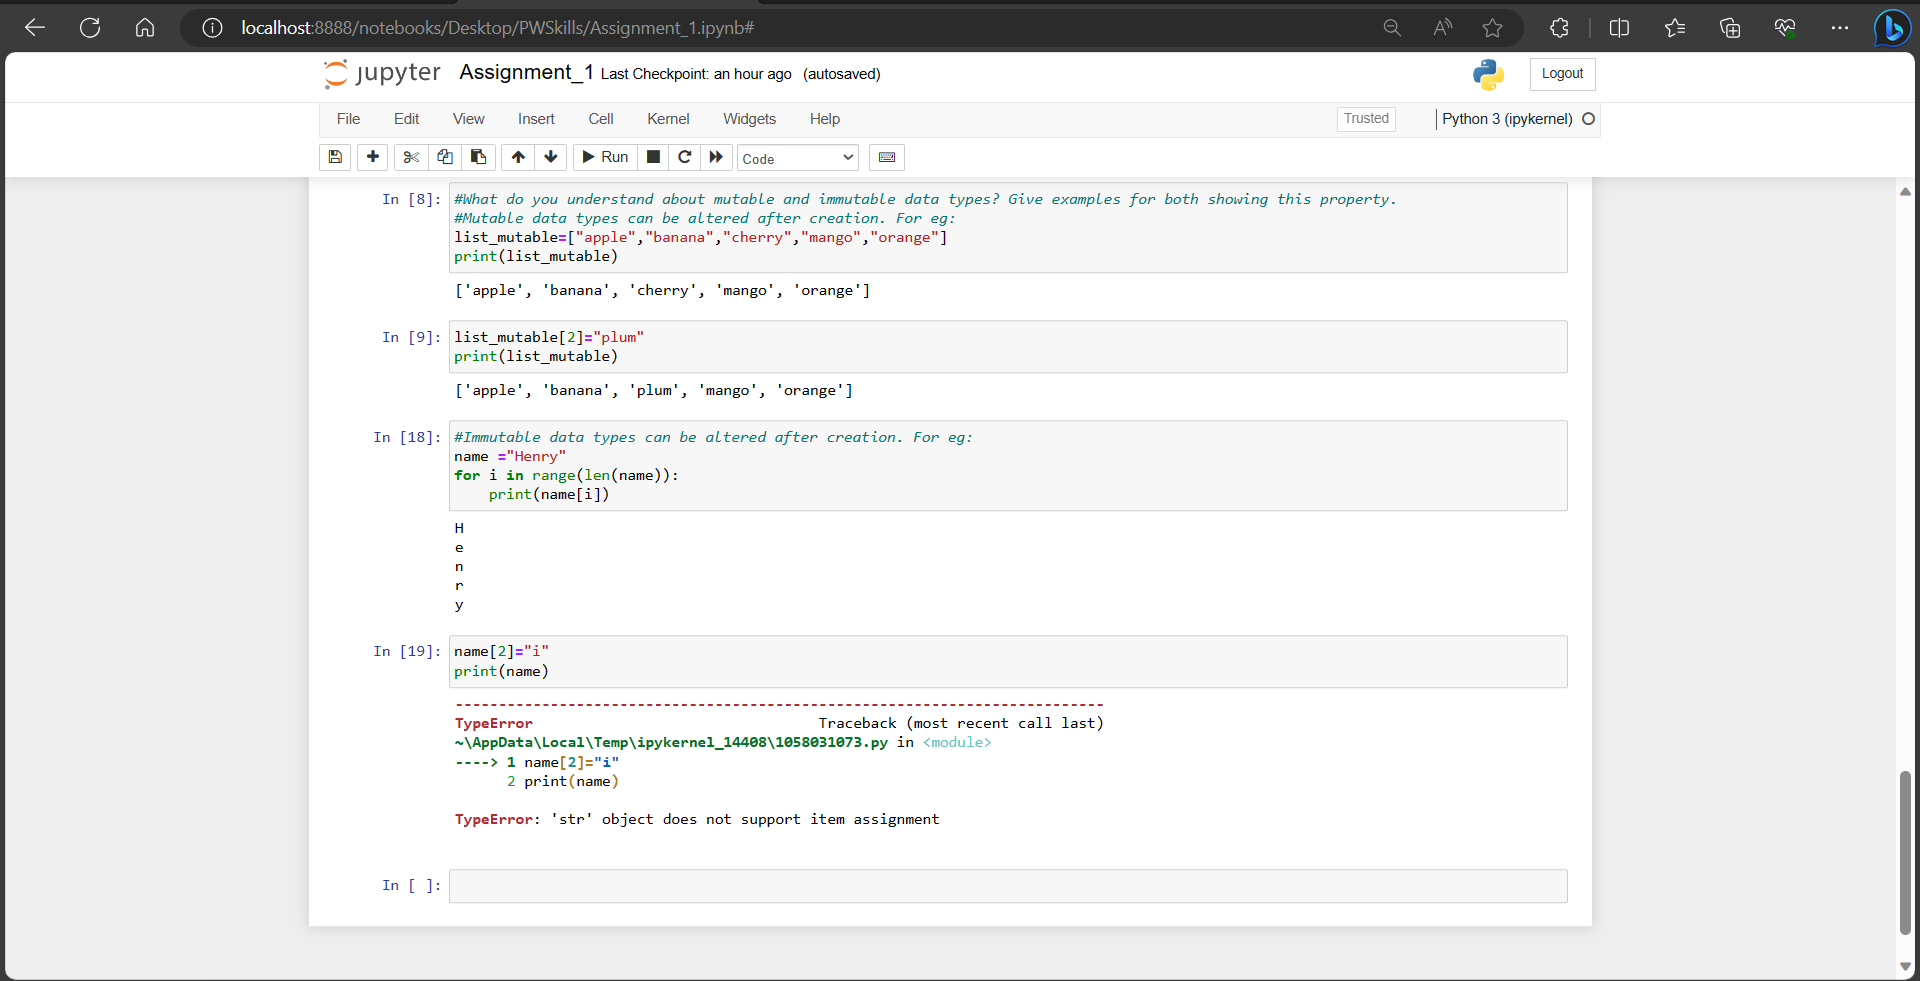 localhost:8888/notebooks/Desktop/PWSkills/Assignment_1.ipynb#
jupyter Assignment_1 Last Checkpoint: an hour ago (autosaved)
Logout
File Edit View Insert Cell Kernel Widgets Help
Trusted
Python 3 (ipykernel)
Run
Code
In [8]: #What do you understand about mutable and immutable data types? Give examples for both showing this property.
#Mutable data types can be altered after creation. For eg:
list_mutable=["apple","banana","cherry","mango","orange"]
print(list_mutable)
['apple', 'banana', 'cherry', 'mango', 'orange']
In [9]: list_mutable[2]="plum"
print(list_mutable)
['apple', 'banana', 'plum', 'mango', 'orange']
In [18]: #Immutable data types can be altered after creation. For eg:
name ="Henry"
for i in range(len(name)):
    print(name[i])
H
e
n
r
y
In [19]: name[2]="i"
print(name)
---------------------------------------------------------------------------
TypeError Traceback (most recent call last)
~\AppData\Local\Temp\ipykernel_14408\1058031073.py in <module>
----> 1 name[2]="i"
      2 print(name)
TypeError: 'str' object does not support item assignment
In [ ]: